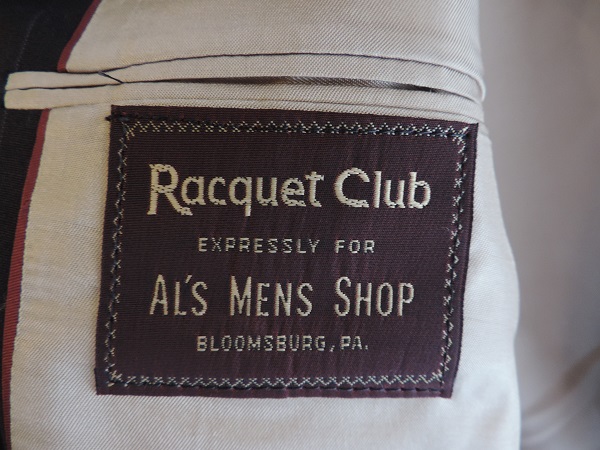 Racquet Club
EXPRESSLY FOR
AL'S MENS SHOP
BLOOMSBURG, PA.